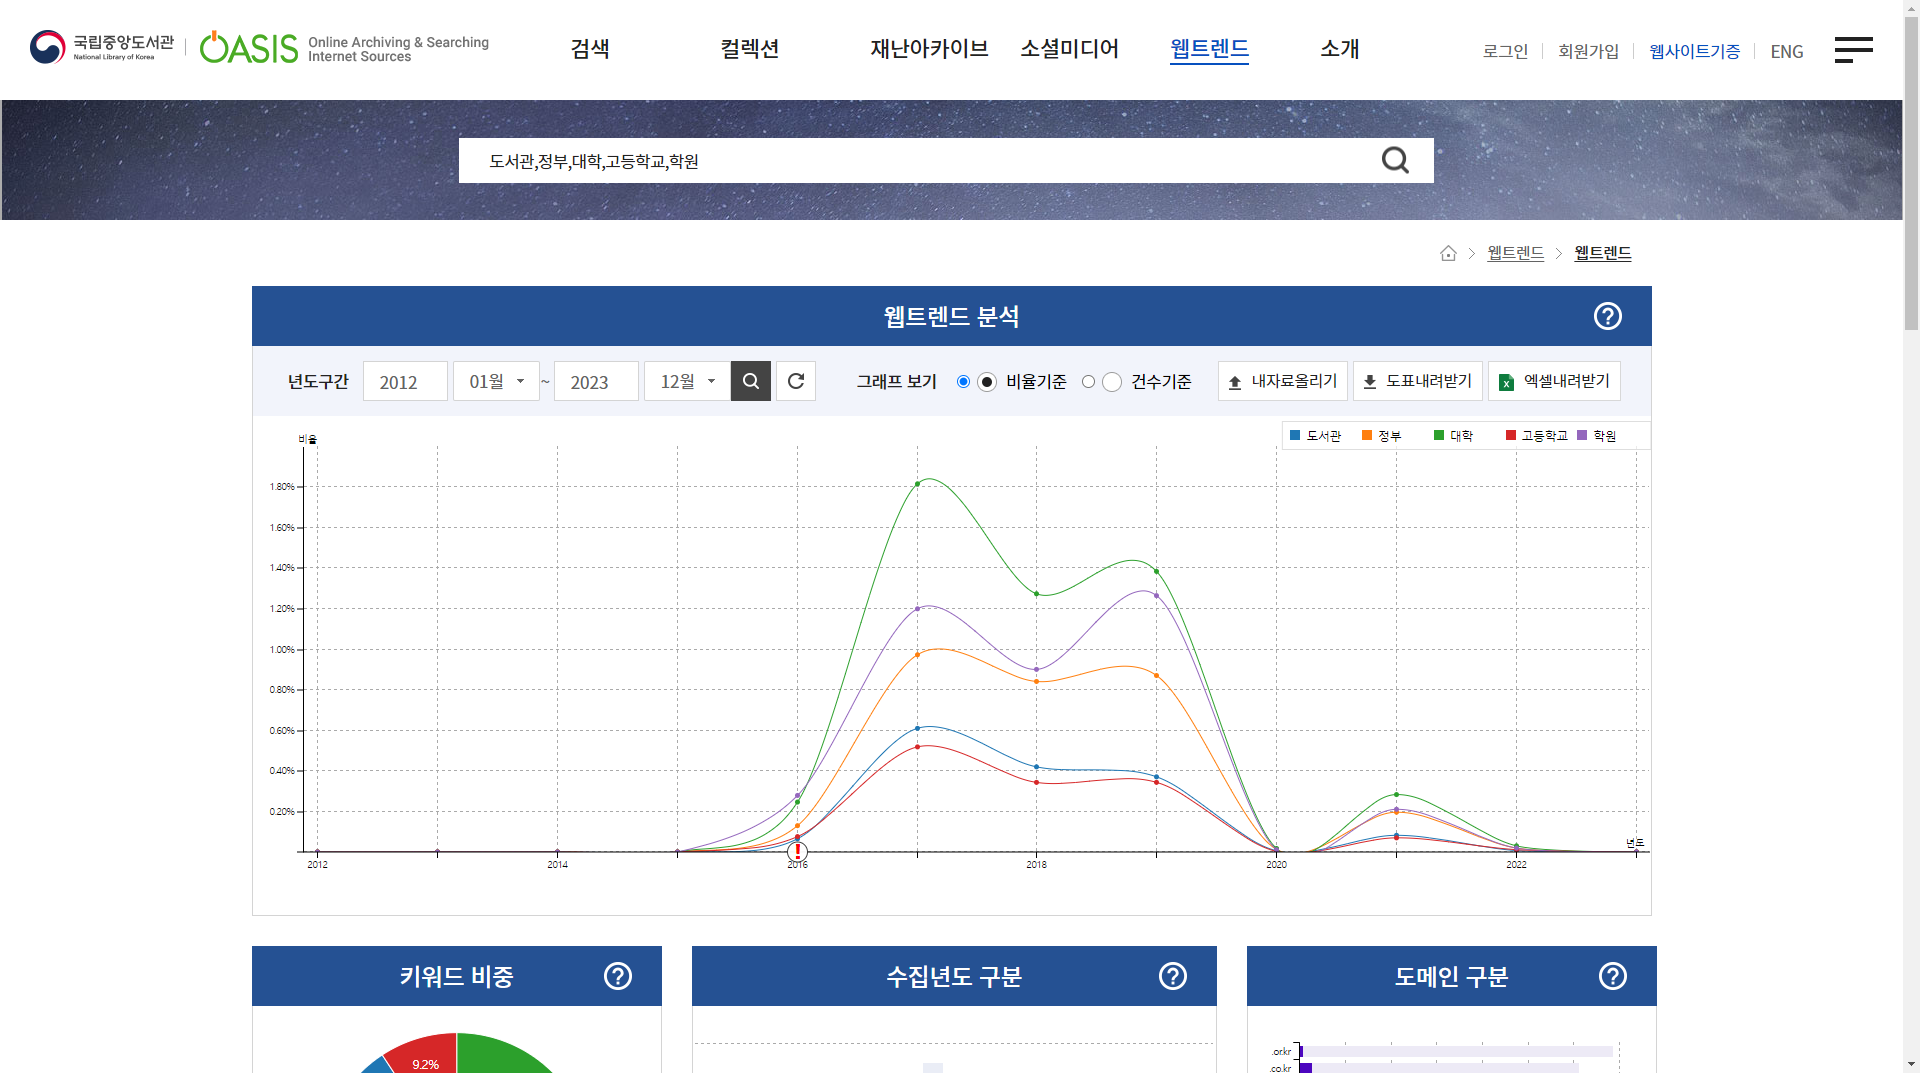 국립중앙도서관
National Library of Korea
OASIS
Online Archiving & Searching
Internet Sources
검색
컬렉션
재난아카이브
소셜미디어
웹트렌드
소개
로그인
회원가입
웹사이트기증
ENG
도서관,정부,대학,고등학교,학원
웹트렌드
웹트렌드
웹트렌드 분석
년도구간 2012 01월 ~ 2023 12월
그래프 보기 비율기준 건수기준
내자료올리기
도표내려받기
엑셀내려받기
도서관 정부 대학 고등학교 학원
비율
1.80%
1.60%
1.40%
1.20%
1.00%
0.80%
0.60%
0.40%
0.20%
년도
2012 2014 2016 2018 2020 2022
키워드 비중
9.2%
수집년도 구분
도메인 구분
.or.kr
.co.kr